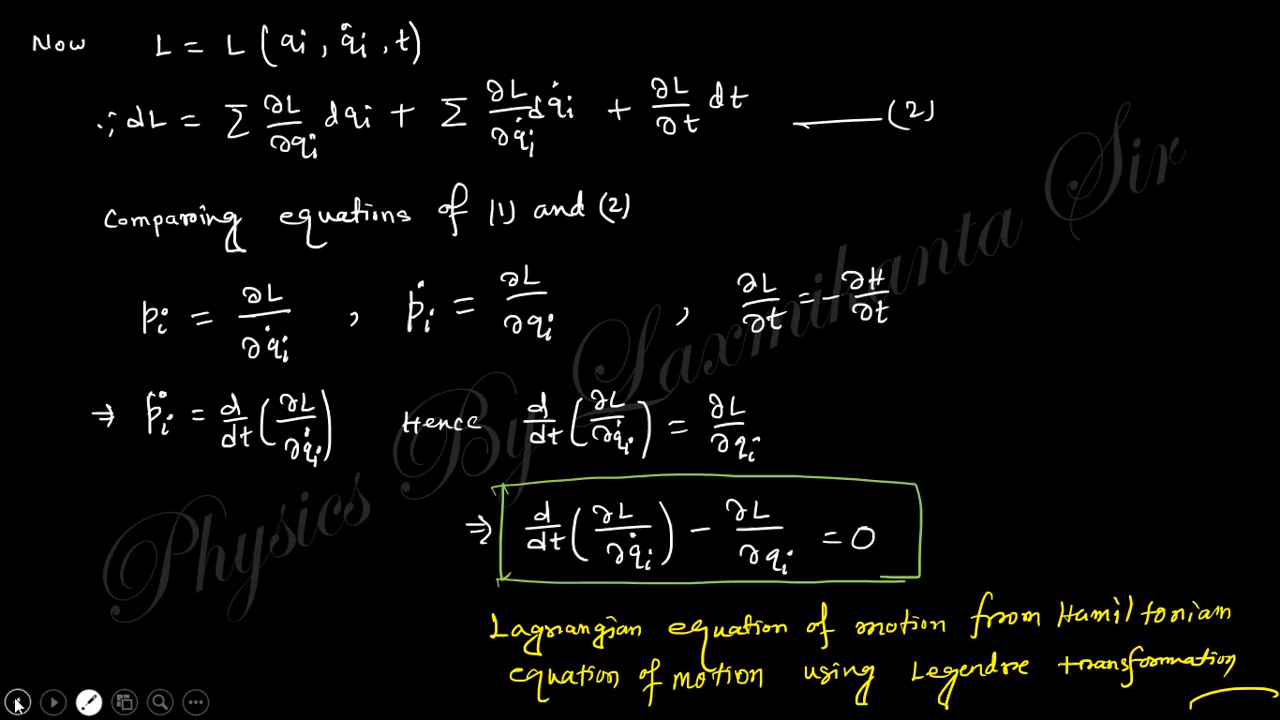 Now L = L (qi, q̇i, t)
∴ dL = Σ ∂L/∂qi dqi + Σ ∂L/∂q̇i dq̇i + ∂L/∂t dt ——— (2)
Comparing equations of (1) and (2)
pi = ∂L/∂q̇i , ṗi = ∂L/∂qi , ∂L/∂t = -∂H/∂t
⇒ ṗi = d/dt (∂L/∂q̇i) Hence d/dt (∂L/∂q̇i) = ∂L/∂qi
⇒ d/dt (∂L/∂q̇i) - ∂L/∂qi = 0
Lagrangian equation of motion from Hamiltoniam
equation of motion using Legendre transformation
Physics By Laxmikanta Sir